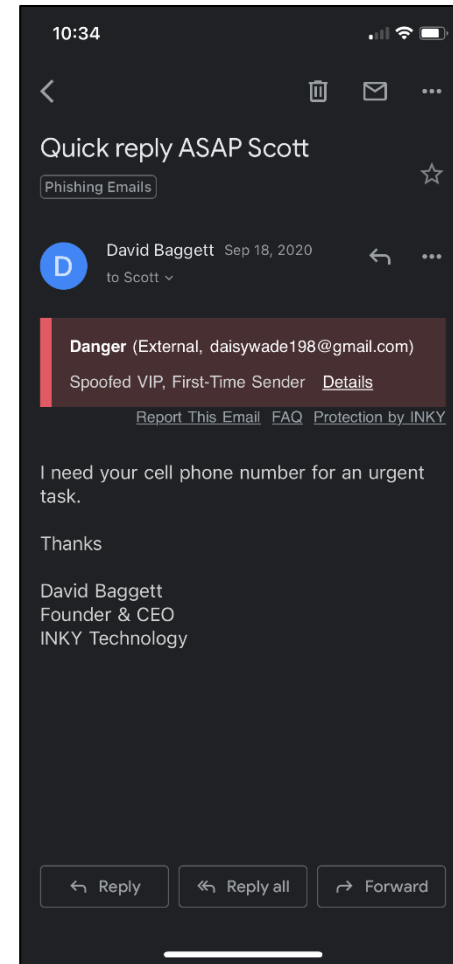 10:34
Quick reply ASAP Scott
Phishing Emails
D
David Baggett Sep 18, 2020
to Scott
Danger (External, daisywade198@gmail.com)
Spoofed VIP, First-Time Sender Details
Report This Email FAQ Protection by INKY
I need your cell phone number for an urgent
task.
Thanks
David Baggett
Founder & CEO
INKY Technology
Reply
Reply all
Forward